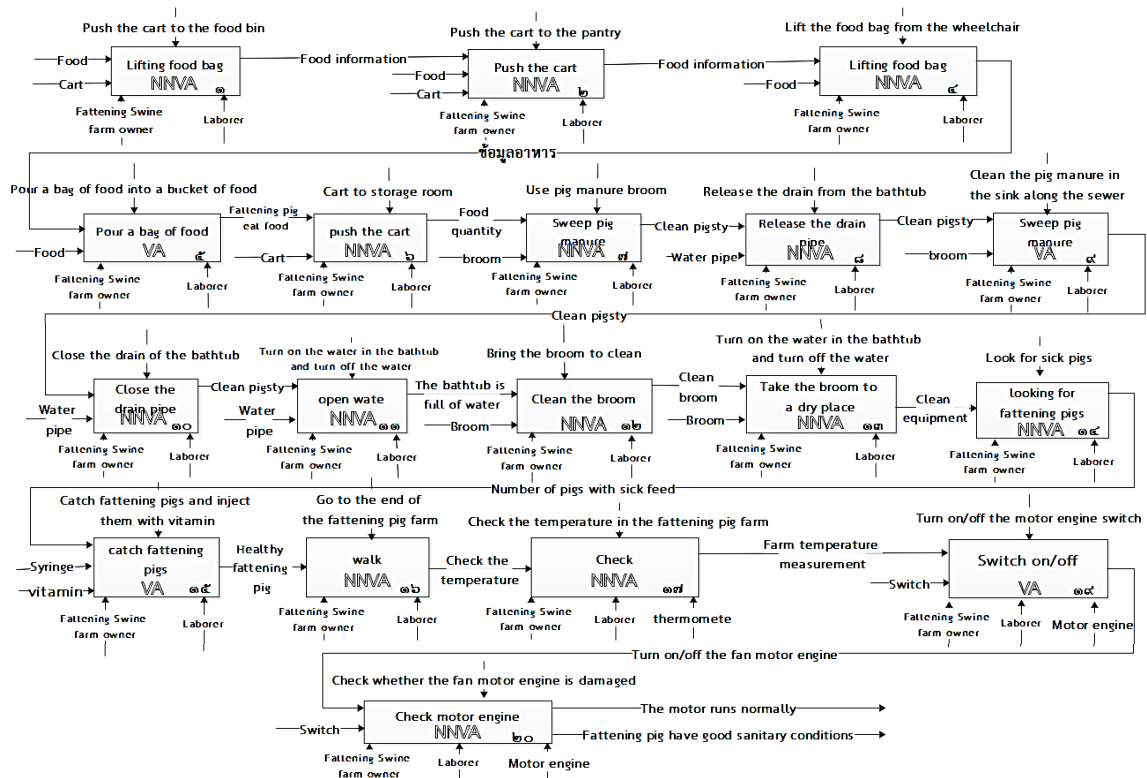 Push the cart to the food bin
Push the cart to the pantry
Lift the food bag from the wheelchair
Food
Cart
Lifting food bag
NNVA
๑
Fattening Swine
farm owner
Laborer
Food information
Food
Cart
Push the cart
NNVA
๒
Fattening Swine
farm owner
Laborer
Food information
Food
Lifting food bag
NNVA
๔
Fattening Swine
farm owner
Laborer
ข้อมูลอาหาร
Pour a bag of food into a bucket of food
Cart to storage room
Use pig manure broom
Release the drain from the bathtub
Clean the pig manure in
the sink along the sewer
Food
Pour a bag of food
VA
๕
Fattening Swine
farm owner
Laborer
Fattening pig
eat food
Cart
push the cart
NNVA
๖
Fattening Swine
farm owner
Laborer
Food
quantity
broom
Sweep pig
manure
NNVA
๗
Fattening Swine
farm owner
Laborer
Clean pigsty
Water pipe
Release the drain
pipe
NNVA
๘
Fattening Swine
farm owner
Laborer
Clean pigsty
broom
Sweep pig
manure
VA
๙
Fattening Swine
farm owner
Laborer
Clean pigsty
Close the drain of the bathtub
Turn on the water in the bathtub
and turn off the water
Bring the broom to clean
Turn on the water in the bathtub
and turn off the water
Look for sick pigs
Water
pipe
Close the
drain pipe
NNVA
๑๐
Fattening Swine
farm owner
Laborer
Clean pigsty
Water
pipe
open wate
NNVA
๑๑
Fattening Swine
farm owner
Laborer
The bathtub is
full of water
Broom
Clean the broom
NNVA
๑๒
Fattening Swine
farm owner
Laborer
Clean
broom
Broom
Take the broom to
a dry place
NNVA
๑๓
Fattening Swine
farm owner
Laborer
Clean
equipment
looking for
fattening pigs
NNVA
๑๔
Fattening Swine
farm owner
Laborer
Number of pigs with sick feed
Catch fattening pigs and inject
them with vitamin
Go to the end of
the fattening pig farm
Check the temperature in the fattening pig farm
Turn on/off the motor engine switch
Syringe
vitamin
catch fattening
pigs
VA
๑๕
Fattening Swine
farm owner
Laborer
Healthy
fattening
pig
walk
NNVA
๑๖
Fattening Swine
farm owner
Laborer
Check the
temperature
Check
NNVA
๑๗
Fattening Swine
farm owner
Laborer
thermomete
Farm temperature
measurement
Switch
Switch on/off
VA
๑๙
Fattening Swine
farm owner
Laborer
Motor engine
Turn on/off the fan motor engine
Check whether the fan motor engine is damaged
Switch
Check motor engine
NNVA
๒๐
Fattening Swine
farm owner
Laborer
Motor engine
The motor runs normally
Fattening pig have good sanitary conditions